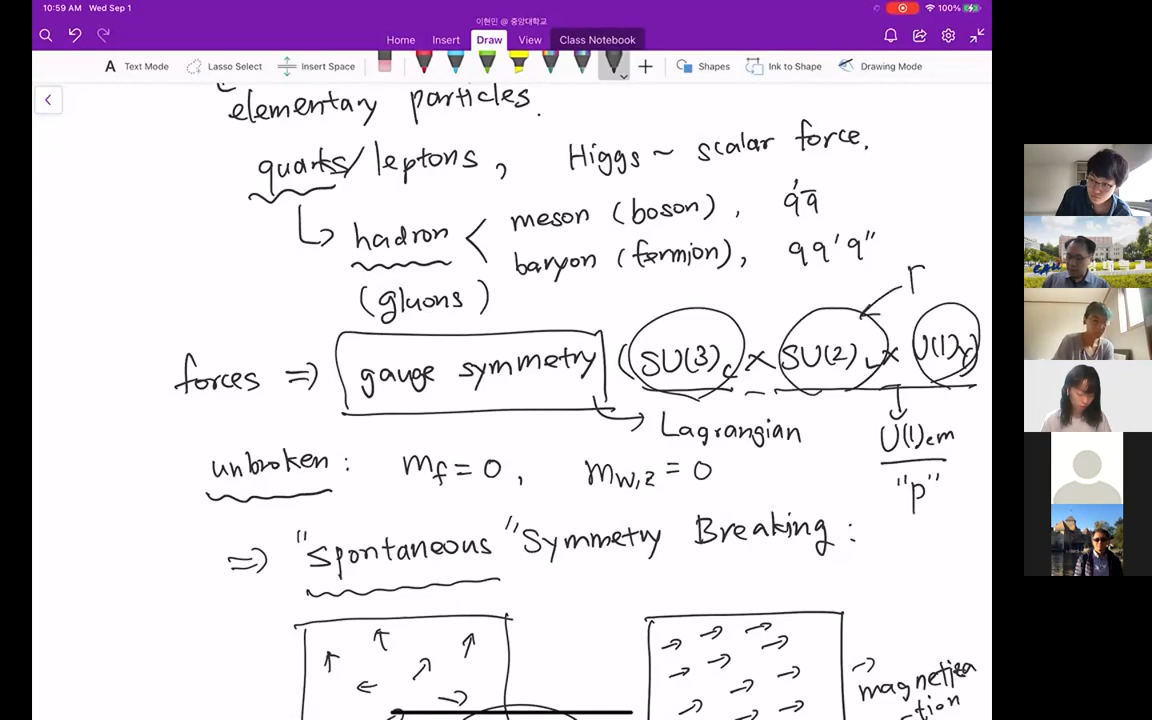 10:59 AM Wed Sep 1
100%
이현민 @ 중앙대학교
Home Insert Draw View Class Notebook
Text Mode Lasso Select Insert Space Shapes Ink to Shape Drawing Mode
elementary particles.
quarks/leptons, Higgs ~ scalar force.
hadron < meson (boson), q'q̅
baryon (fermion), qq'q"
(gluons)
Γ
forces ⇒ gauge symmetry (SU(3)c × SU(2)L × U(1)Y)
→ Lagrangian
U(1)em
"p"
unbroken : mf = 0, mW,Z = 0
⇒ "Spontaneous" Symmetry Breaking :
→ magnetiza
-tion